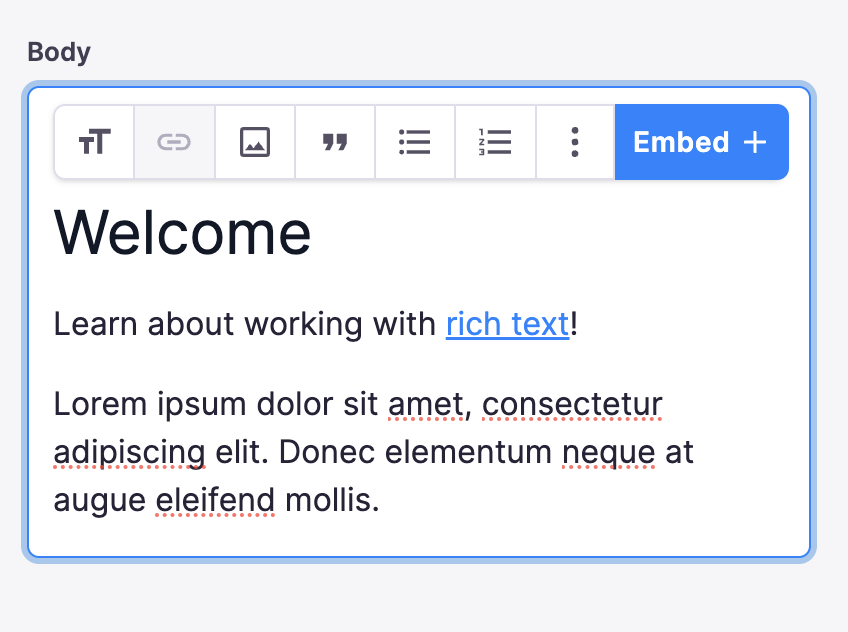 Body
Embed +
Welcome
Learn about working with rich text!
Lorem ipsum dolor sit amet, consectetur
adipiscing elit. Donec elementum neque at
augue eleifend mollis.